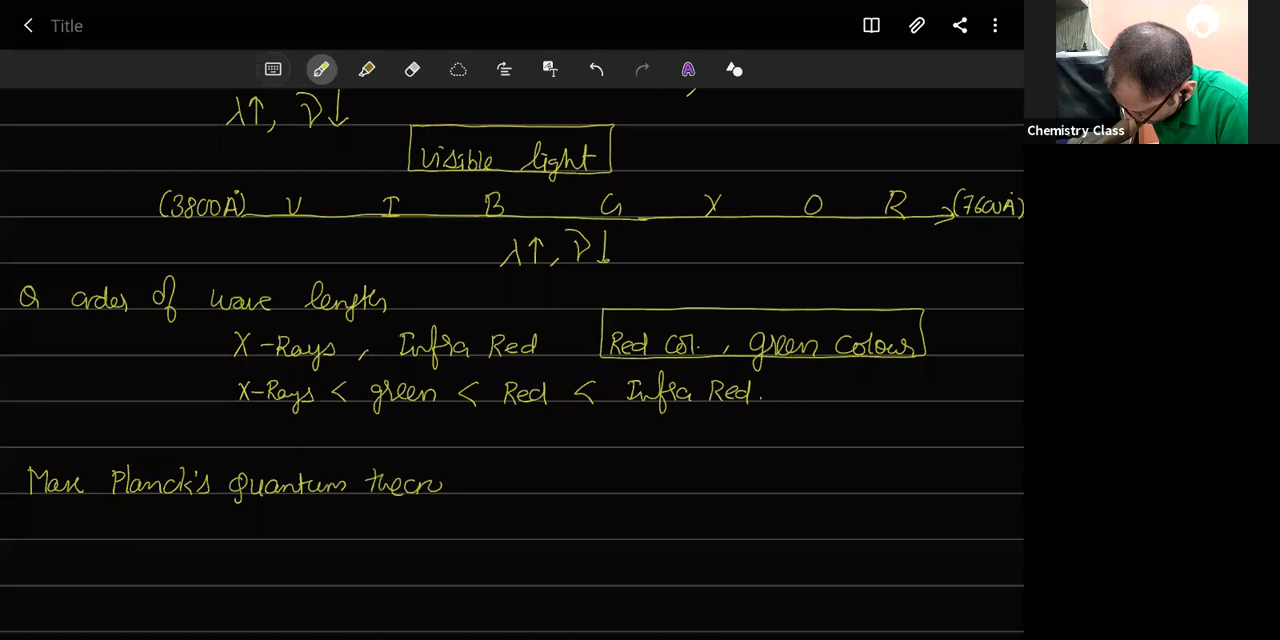 Title
Chemistry Class
λ↑, ν↓
Visible light
(3800Å) V I B G Y O R (7600Å)
λ↑, ν↓
Q order of wave length
X-Rays, Infra Red Red col., green colour
X-Rays < green < Red < Infra Red.
Max Planck's quantum theo